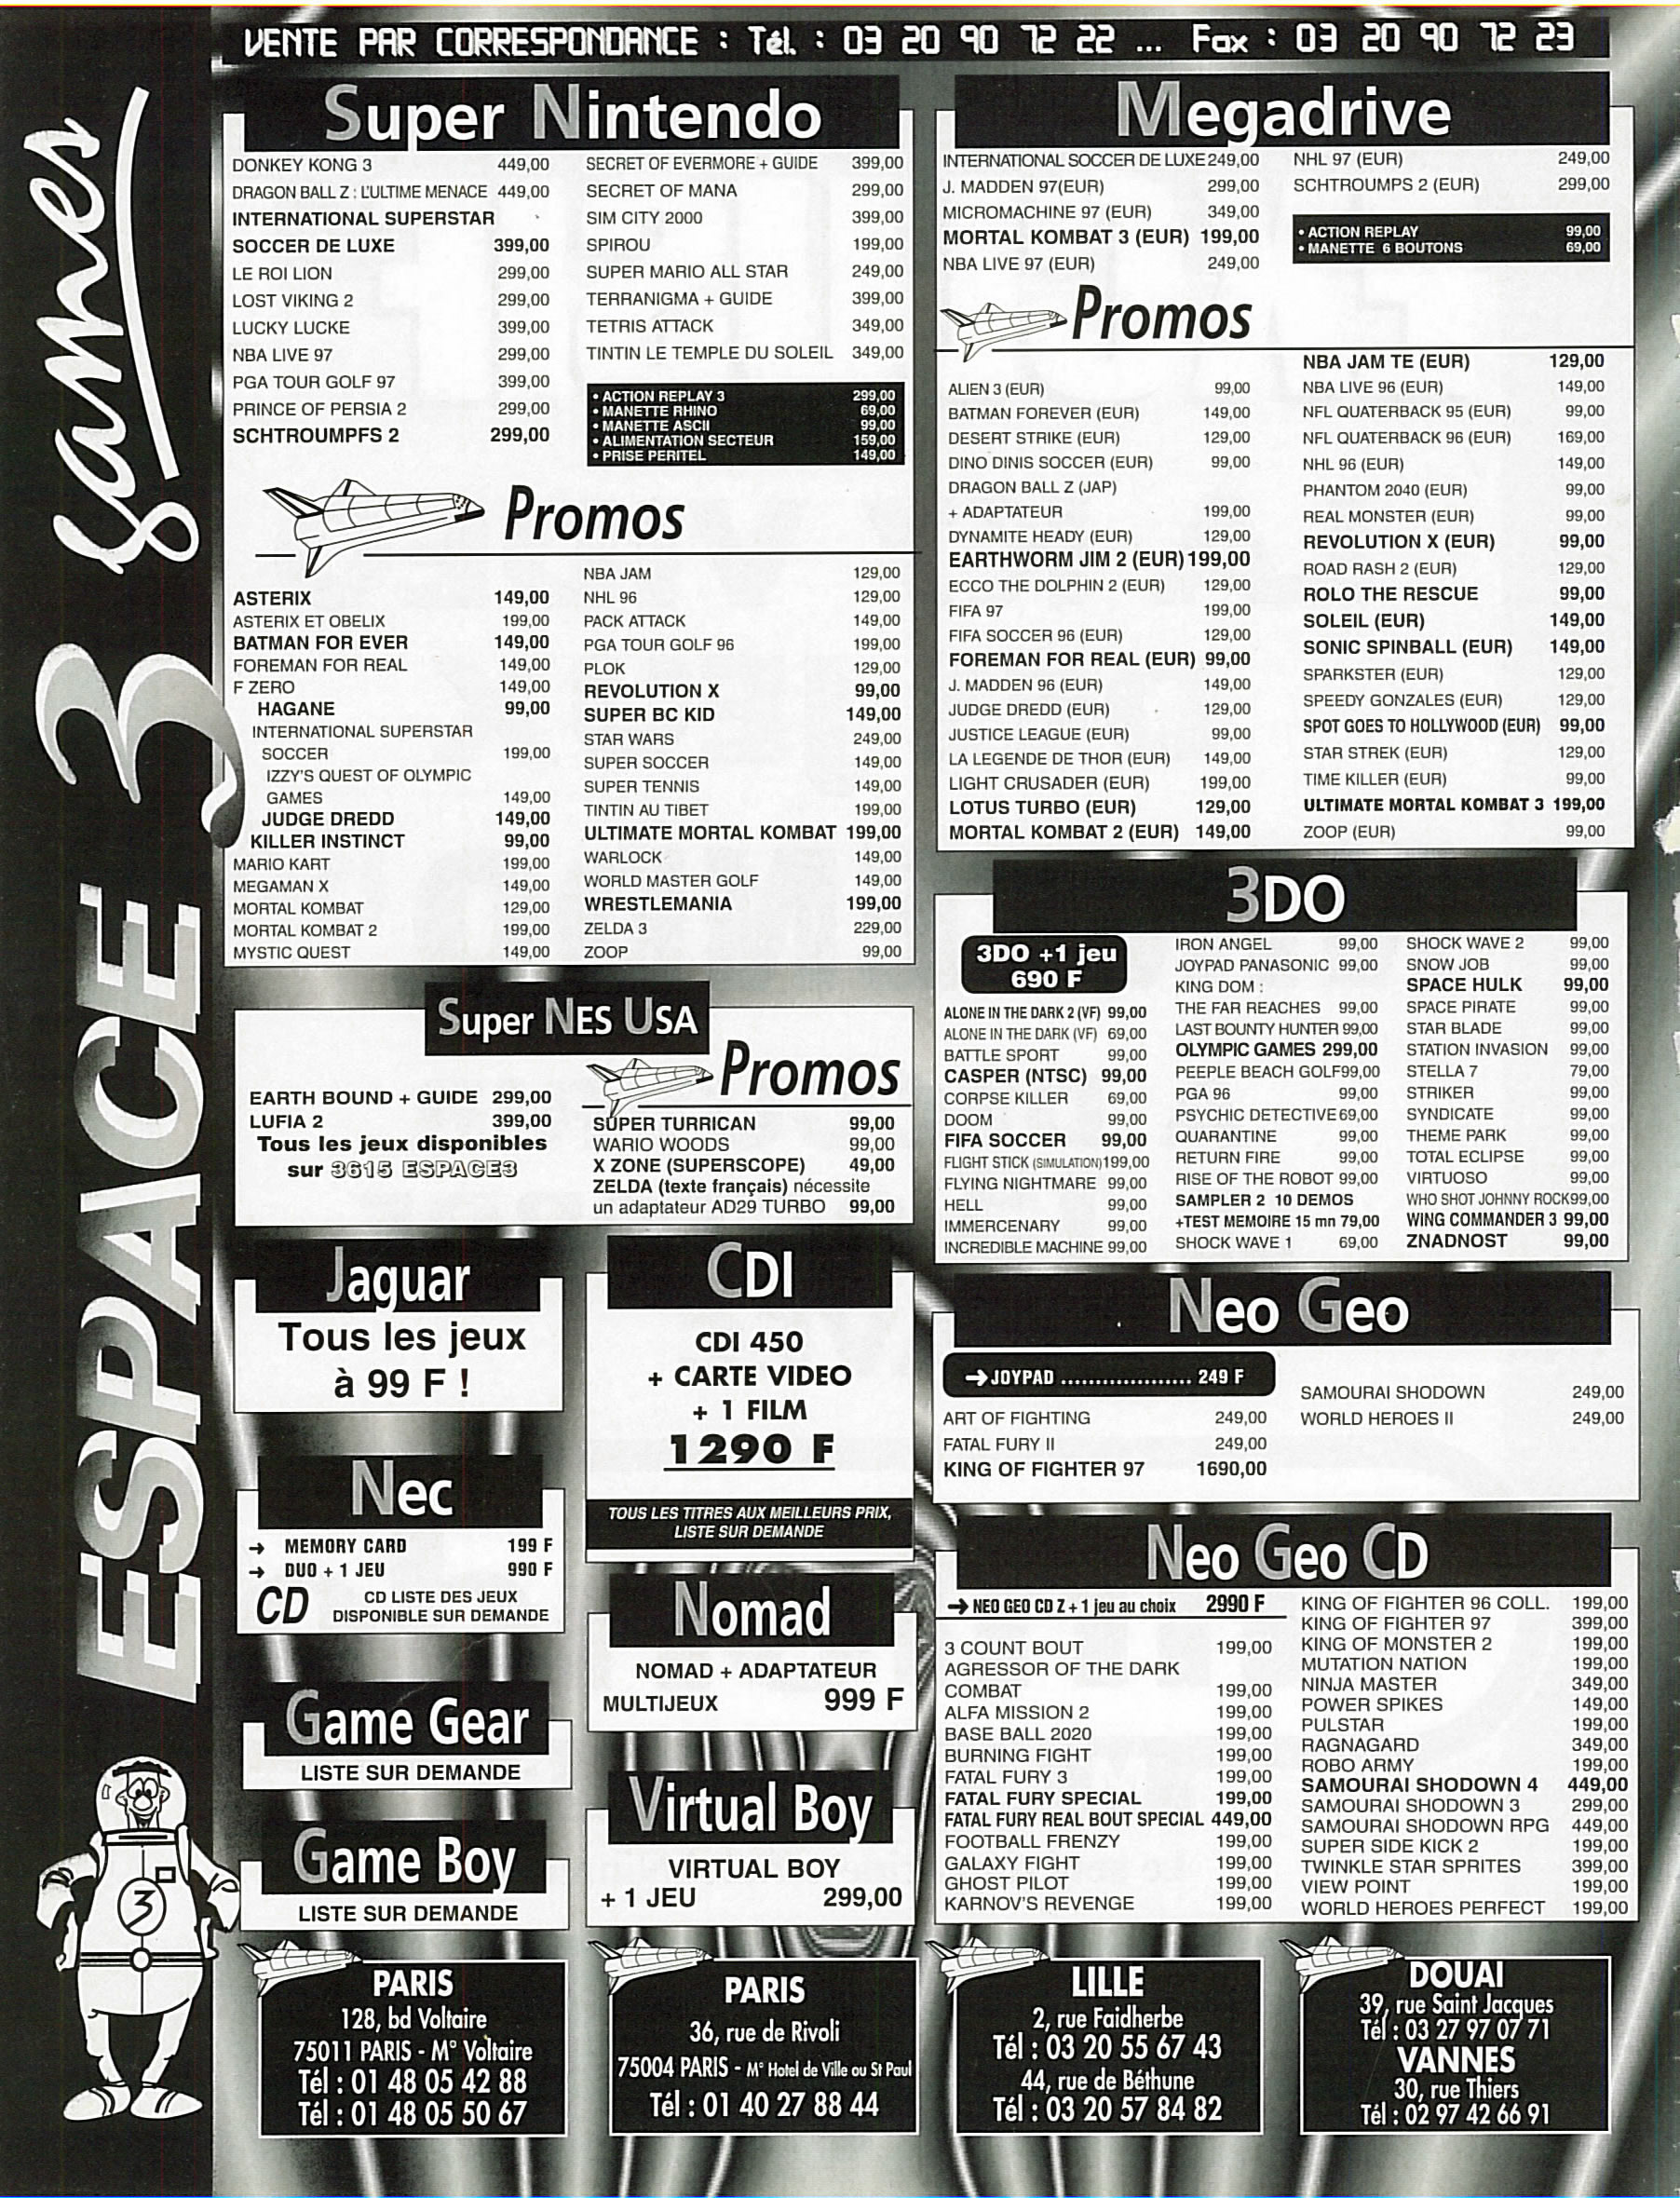 VENTE PAR CORRESPONDANCE : Tél. : 03 20 90 72 22 ... Fax : 03 20 90 72 23
ESPACE 3 games
Super Nintendo
DONKEY KONG 3 449,00
DRAGON BALL Z : L'ULTIME MENACE 449,00
INTERNATIONAL SUPERSTAR
SOCCER DE LUXE 399,00
LE ROI LION 299,00
LOST VIKING 2 299,00
LUCKY LUCKE 399,00
NBA LIVE 97 299,00
PGA TOUR GOLF 97 399,00
PRINCE OF PERSIA 2 299,00
SCHTROUMPFS 2 299,00
SECRET OF EVERMORE + GUIDE 399,00
SECRET OF MANA 299,00
SIM CITY 2000 399,00
SPIROU 199,00
SUPER MARIO ALL STAR 249,00
TERRANIGMA + GUIDE 399,00
TETRIS ATTACK 349,00
TINTIN LE TEMPLE DU SOLEIL 349,00
• ACTION REPLAY 3 299,00
• MANETTE RHINO 69,00
• MANETTE ASCII 99,00
• ALIMENTATION SECTEUR 159,00
• PRISE PERITEL 149,00
Promos
ASTERIX 149,00
ASTERIX ET OBELIX 199,00
BATMAN FOR EVER 149,00
FOREMAN FOR REAL 149,00
F ZERO 149,00
HAGANE 99,00
INTERNATIONAL SUPERSTAR
SOCCER 199,00
IZZY'S QUEST OF OLYMPIC
GAMES 149,00
JUDGE DREDD 149,00
KILLER INSTINCT 99,00
MARIO KART 199,00
MEGAMAN X 149,00
MORTAL KOMBAT 129,00
MORTAL KOMBAT 2 199,00
MYSTIC QUEST 149,00
NBA JAM 129,00
NHL 96 129,00
PACK ATTACK 149,00
PGA TOUR GOLF 96 199,00
PLOK 129,00
REVOLUTION X 99,00
SUPER BC KID 149,00
STAR WARS 249,00
SUPER SOCCER 149,00
SUPER TENNIS 149,00
TINTIN AU TIBET 199,00
ULTIMATE MORTAL KOMBAT 199,00
WARLOCK 149,00
WORLD MASTER GOLF 149,00
WRESTLEMANIA 199,00
ZELDA 3 229,00
ZOOP 99,00
Megadrive
INTERNATIONAL SOCCER DE LUXE 249,00
J. MADDEN 97(EUR) 299,00
MICROMACHINE 97 (EUR) 349,00
MORTAL KOMBAT 3 (EUR) 199,00
NBA LIVE 97 (EUR) 249,00
NHL 97 (EUR) 249,00
SCHTROUMPS 2 (EUR) 299,00
• ACTION REPLAY 99,00
• MANETTE 6 BOUTONS 69,00
Promos
ALIEN 3 (EUR) 99,00
BATMAN FOREVER (EUR) 149,00
DESERT STRIKE (EUR) 129,00
DINO DINIS SOCCER (EUR) 99,00
DRAGON BALL Z (JAP)
+ ADAPTATEUR 199,00
DYNAMITE HEADY (EUR) 129,00
EARTHWORM JIM 2 (EUR) 199,00
ECCO THE DOLPHIN 2 (EUR) 129,00
FIFA 97 199,00
FIFA SOCCER 96 (EUR) 129,00
FOREMAN FOR REAL (EUR) 99,00
J. MADDEN 96 (EUR) 149,00
JUDGE DREDD (EUR) 129,00
JUSTICE LEAGUE (EUR) 99,00
LA LEGENDE DE THOR (EUR) 149,00
LIGHT CRUSADER (EUR) 199,00
LOTUS TURBO (EUR) 129,00
MORTAL KOMBAT 2 (EUR) 149,00
NBA JAM TE (EUR) 129,00
NBA LIVE 96 (EUR) 149,00
NFL QUATERBACK 95 (EUR) 99,00
NFL QUATERBACK 96 (EUR) 169,00
NHL 96 (EUR) 149,00
PHANTOM 2040 (EUR) 99,00
REAL MONSTER (EUR) 99,00
REVOLUTION X (EUR) 99,00
ROAD RASH 2 (EUR) 129,00
ROLO THE RESCUE 99,00
SOLEIL (EUR) 149,00
SONIC SPINBALL (EUR) 149,00
SPARKSTER (EUR) 129,00
SPEEDY GONZALES (EUR) 129,00
SPOT GOES TO HOLLYWOOD (EUR) 99,00
STAR STREK (EUR) 129,00
TIME KILLER (EUR) 99,00
ULTIMATE MORTAL KOMBAT 3 199,00
ZOOP (EUR) 99,00
3DO
3DO +1 jeu
690 F
ALONE IN THE DARK 2 (VF) 99,00
ALONE IN THE DARK (VF) 69,00
BATTLE SPORT 99,00
CASPER (NTSC) 99,00
CORPSE KILLER 69,00
DOOM 99,00
FIFA SOCCER 99,00
FLIGHT STICK (SIMULATION) 199,00
FLYING NIGHTMARE 99,00
HELL 99,00
IMMERCENARY 99,00
INCREDIBLE MACHINE 99,00
IRON ANGEL 99,00
JOYPAD PANASONIC 99,00
KING DOM :
THE FAR REACHES 99,00
LAST BOUNTY HUNTER 99,00
OLYMPIC GAMES 299,00
PEEPLE BEACH GOLF 99,00
PGA 96 99,00
PSYCHIC DETECTIVE 69,00
QUARANTINE 99,00
RETURN FIRE 99,00
RISE OF THE ROBOT 99,00
SAMPLER 2 10 DEMOS
+TEST MEMOIRE 15 mn 79,00
SHOCK WAVE 1 69,00
SHOCK WAVE 2 99,00
SNOW JOB 99,00
SPACE HULK 99,00
SPACE PIRATE 99,00
STAR BLADE 99,00
STATION INVASION 99,00
STELLA 7 79,00
STRIKER 99,00
SYNDICATE 99,00
THEME PARK 99,00
TOTAL ECLIPSE 99,00
VIRTUOSO 99,00
WHO SHOT JOHNNY ROCK 99,00
WING COMMANDER 3 99,00
ZNADNOST 99,00
Super NES USA
EARTH BOUND + GUIDE 299,00
LUFIA 2 399,00
Tous les jeux disponibles
sur 3615 ESPACE3
Promos
SUPER TURRICAN 99,00
WARIO WOODS 99,00
X ZONE (SUPERSCOPE) 49,00
ZELDA (texte français) nécessite
un adaptateur AD29 TURBO 99,00
Jaguar
Tous les jeux
à 99 F !
CDI
CDI 450
+ CARTE VIDEO
+ 1 FILM
1290 F
TOUS LES TITRES AUX MEILLEURS PRIX,
LISTE SUR DEMANDE
Neo Geo
➔ JOYPAD ................... 249 F
ART OF FIGHTING 249,00
FATAL FURY II 249,00
KING OF FIGHTER 97 1690,00
SAMOURAI SHODOWN 249,00
WORLD HEROES II 249,00
Nec
➔ MEMORY CARD 199 F
➔ DUO + 1 JEU 990 F
CD CD LISTE DES JEUX
DISPONIBLE SUR DEMANDE
Nomad
NOMAD + ADAPTATEUR
MULTIJEUX 999 F
Neo Geo CD
➔ NEO GEO CD Z + 1 jeu au choix 2990 F
3 COUNT BOUT 199,00
AGRESSOR OF THE DARK
COMBAT 199,00
ALFA MISSION 2 199,00
BASE BALL 2020 199,00
BURNING FIGHT 199,00
FATAL FURY 3 199,00
FATAL FURY SPECIAL 199,00
FATAL FURY REAL BOUT SPECIAL 449,00
FOOTBALL FRENZY 199,00
GALAXY FIGHT 199,00
GHOST PILOT 199,00
KARNOV'S REVENGE 199,00
KING OF FIGHTER 96 COLL. 199,00
KING OF FIGHTER 97 399,00
KING OF MONSTER 2 199,00
MUTATION NATION 199,00
NINJA MASTER 349,00
POWER SPIKES 149,00
PULSTAR 199,00
RAGNAGARD 349,00
ROBO ARMY 199,00
SAMOURAI SHODOWN 4 449,00
SAMOURAI SHODOWN 3 299,00
SAMOURAI SHODOWN RPG 449,00
SUPER SIDE KICK 2 199,00
TWINKLE STAR SPRITES 399,00
VIEW POINT 199,00
WORLD HEROES PERFECT 199,00
Game Gear
LISTE SUR DEMANDE
Game Boy
LISTE SUR DEMANDE
Virtual Boy
VIRTUAL BOY
+ 1 JEU 299,00
3
PARIS
128, bd Voltaire
75011 PARIS - M° Voltaire
Tél : 01 48 05 42 88
Tél : 01 48 05 50 67
PARIS
36, rue de Rivoli
75004 PARIS - M° Hotel de Ville ou St Paul
Tél : 01 40 27 88 44
LILLE
2, rue Faidherbe
Tél : 03 20 55 67 43
44, rue de Béthune
Tél : 03 20 57 84 82
DOUAI
39, rue Saint Jacques
Tél : 03 27 97 07 71
VANNES
30, rue Thiers
Tél : 02 97 42 66 91